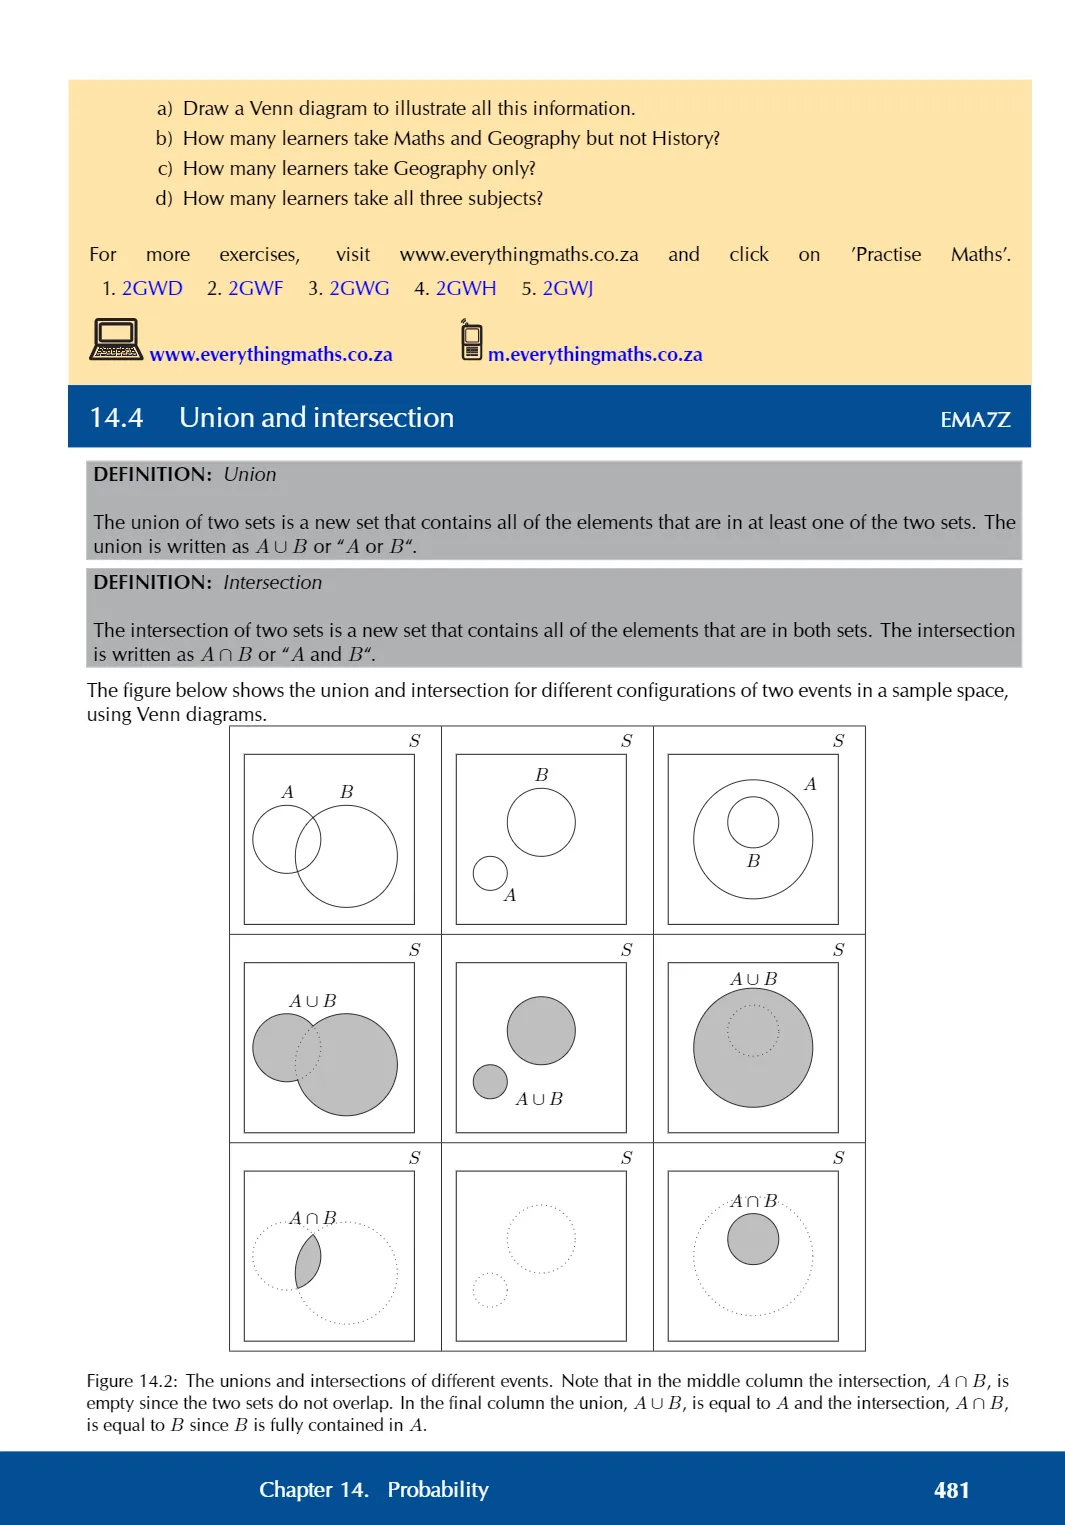 a) Draw a Venn diagram to illustrate all this information.
b) How many learners take Maths and Geography but not History?
c) How many learners take Geography only?
d) How many learners take all three subjects?
For more exercises, visit www.everythingmaths.co.za and click on ’Practise Maths’.
1. 2GWD 2. 2GWF 3. 2GWG 4. 2GWH 5. 2GWJ
www.everythingmaths.co.za m.everythingmaths.co.za
14.4 Union and intersection EMA7Z
DEFINITION: Union
The union of two sets is a new set that contains all of the elements that are in at least one of the two sets. The
union is written as A ∪ B or “A or B“.
DEFINITION: Intersection
The intersection of two sets is a new set that contains all of the elements that are in both sets. The intersection
is written as A ∩ B or “A and B“.
The figure below shows the union and intersection for different configurations of two events in a sample space,
using Venn diagrams.
S S S
A B
B
A
A
B
S S S
A ∪ B
A ∪ B
A ∪ B
S S S
A ∩ B
A ∩ B
Figure 14.2: The unions and intersections of different events. Note that in the middle column the intersection, A ∩ B, is
empty since the two sets do not overlap. In the final column the union, A ∪ B, is equal to A and the intersection, A ∩ B,
is equal to B since B is fully contained in A.
Chapter 14. Probability 481